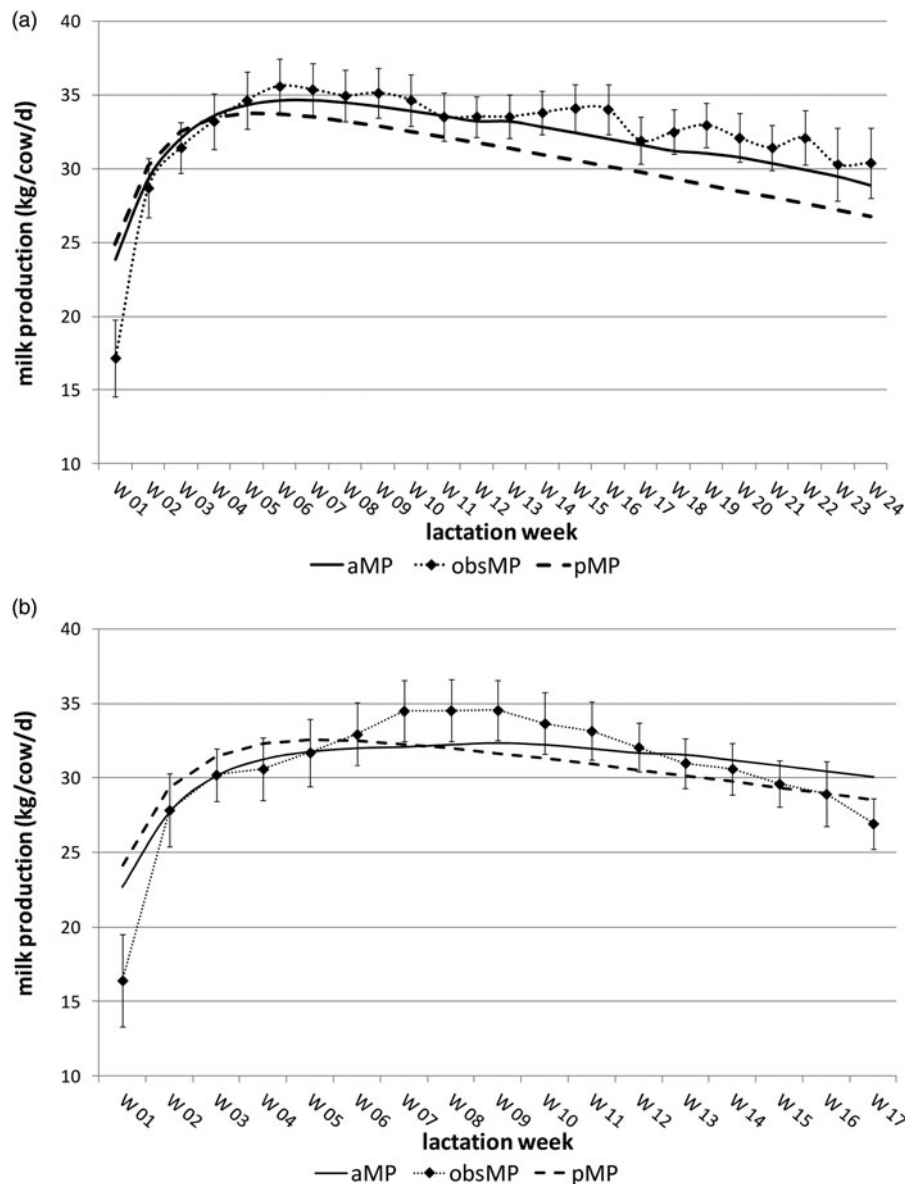 (a)
milk production (kg/cow/d)
40
35
30
25
20
15
10
W 01 W 02 W 03 W 04 W 05 W 06 W 07 W 08 W 09 W 10 W 11 W 12 W 13 W 14 W 15 W 16 W 17 W 18 W 19 W 20 W 21 W 22 W 23 W 24
lactation week
aMP obsMP pMP
(b)
milk production (kg/cow/d)
40
35
30
25
20
15
10
W 01 W 02 W 03 W 04 W 05 W 06 W 07 W 08 W 09 W 10 W 11 W 12 W 13 W 14 W 15 W 16 W 17
lactation week
aMP obsMP pMP